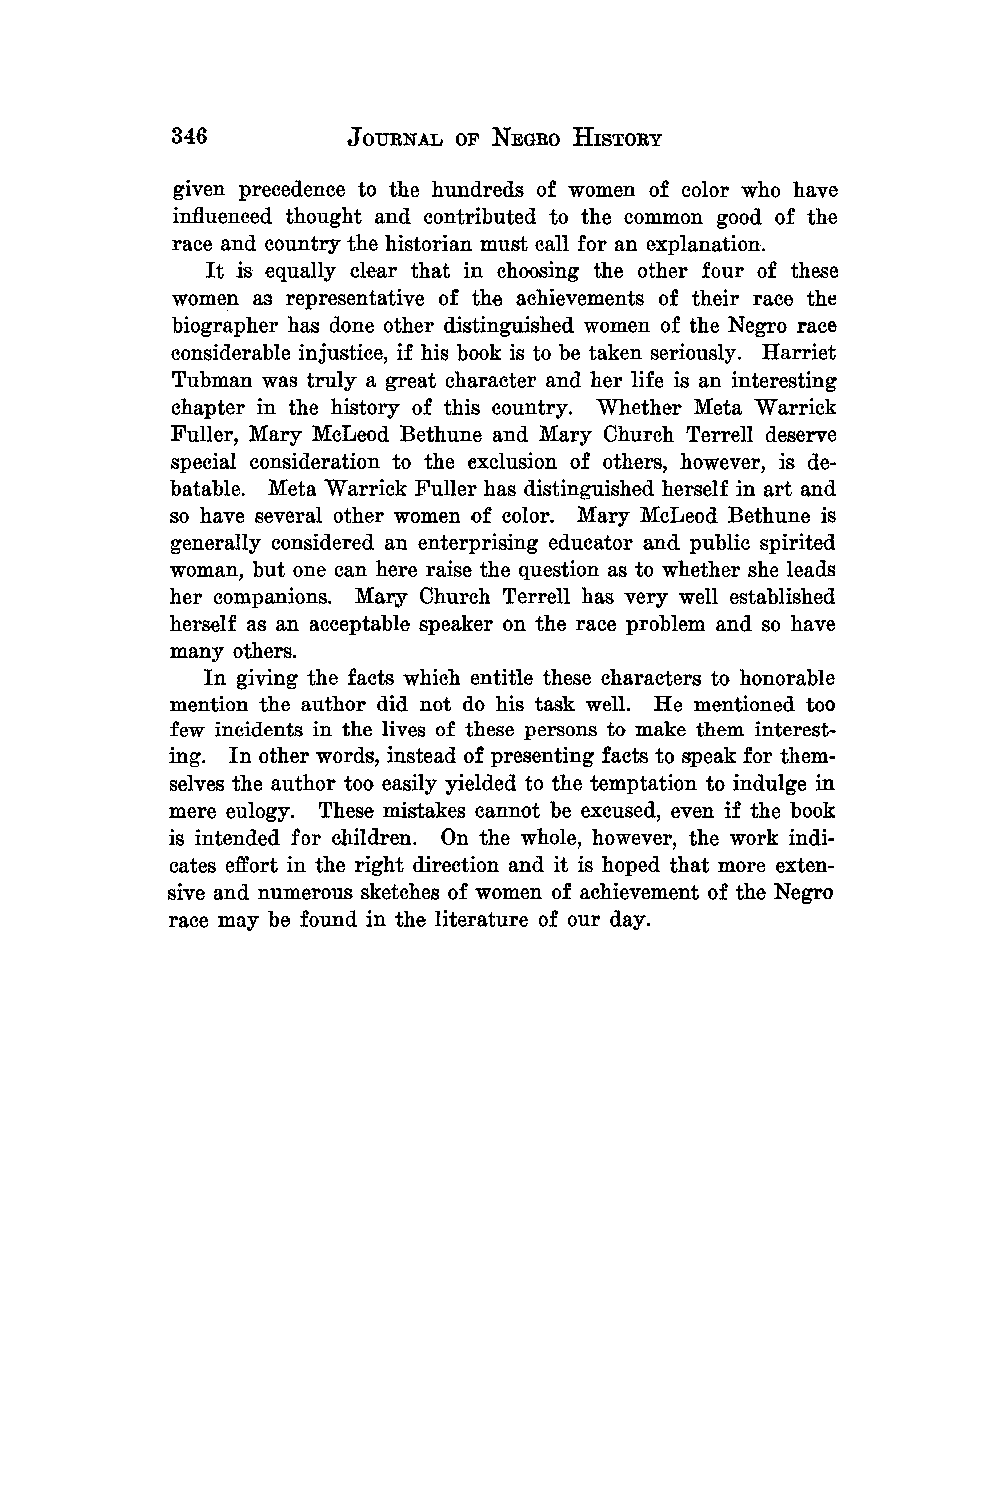 346 JOURNAL OF NEGRO HISTORY
given precedence to the hundreds of women of color who have
influenced thought and contributed to the common good of the
race and country the historian must call for an explanation.
It is equally clear that in choosing the other four of these
women as representative of the achievements of their race the
biographer has done other distinguished women of the Negro race
considerable injustice, if his book is to be taken seriously. Harriet
Tubman was truly a great character and her life is an interesting
chapter in the history of this country. Whether Meta Warrick
Fuller, Mary McLeod Bethune and Mary Church Terrell deserve
special consideration to the exclusion of others, however, is de-
batable. Meta Warrick Fuller has distinguished herself in art and
so have several other women of color. Mary McLeod Bethune is
generally considered an enterprising educator and public spirited
woman, but one can here raise the question as to whether she leads
her companions. Mary Church Terrell has very well established
herself as an acceptable speaker on the race problem and so have
many others.
In giving the facts which entitle these characters to honorable
mention the author did not do his task well. He mentioned too
few incidents in the lives of these persons to make them interest-
ing. In other words, instead of presenting facts to speak for them-
selves the author too easily yielded to the temptation to indulge in
mere eulogy. These mistakes cannot be excused, even if the book
is intended for children. On the whole, however, the work indi-
cates effort in the right direction and it is hoped that more exten-
sive and numerous sketches of women of achievement of the Negro
race may be found in the literature of our day.